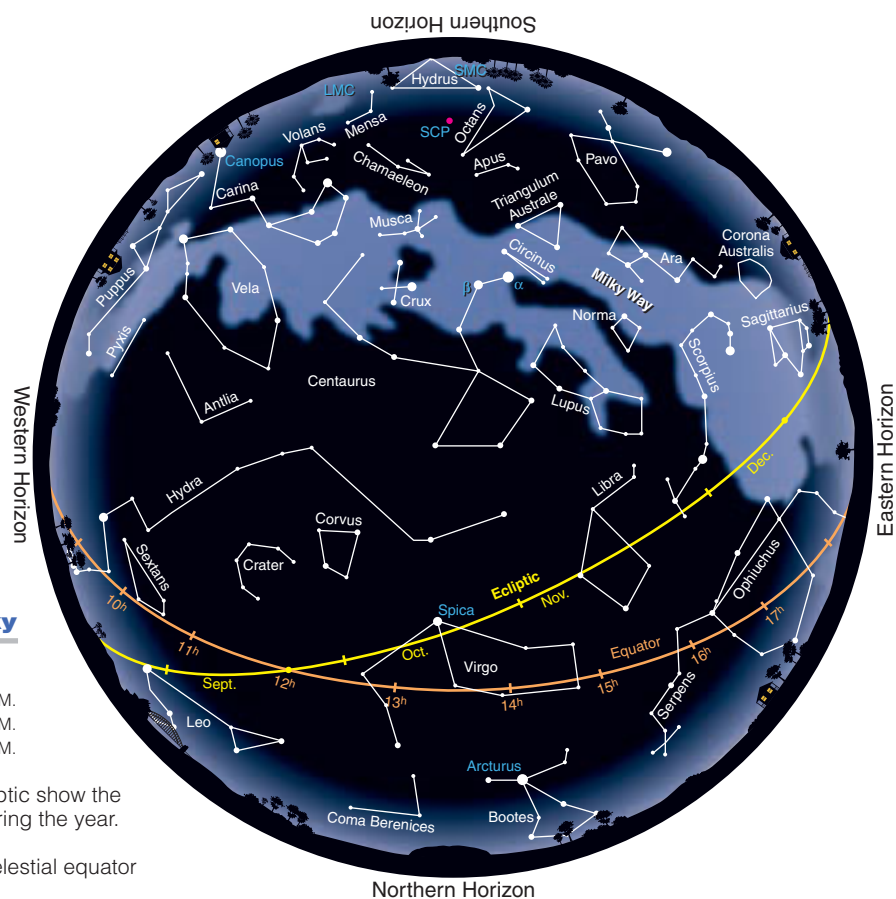 Southern Horizon
SMC
Hydrus
LMC
Octans
Mensa
SCP
Volans
Pavo
Canopus
Chamaeleon
Apus
Carina
Triangulum
Australe
Musca
Corona
Australis
Circinus
Ara
Puppus
Vela
β
α
Milky Way
Crux
Norma
Sagittarius
Pyxis
Scorpius
Centaurus
Antlia
Lupus
Western Horizon
Eastern Horizon
Dec.
Hydra
Libra
Corvus
Sextans
Crater
Ophiuchus
Ecliptic
Nov.
10h
Spica
17h
11h
Equator
16h
Oct.
Virgo
Sept.
12h
15h
13h
14h
Serpens
Leo
Arcturus
Coma Berenices
Bootes
Northern Horizon
ky
M.
M.
M.
ptic show the
ring the year.
elestial equator